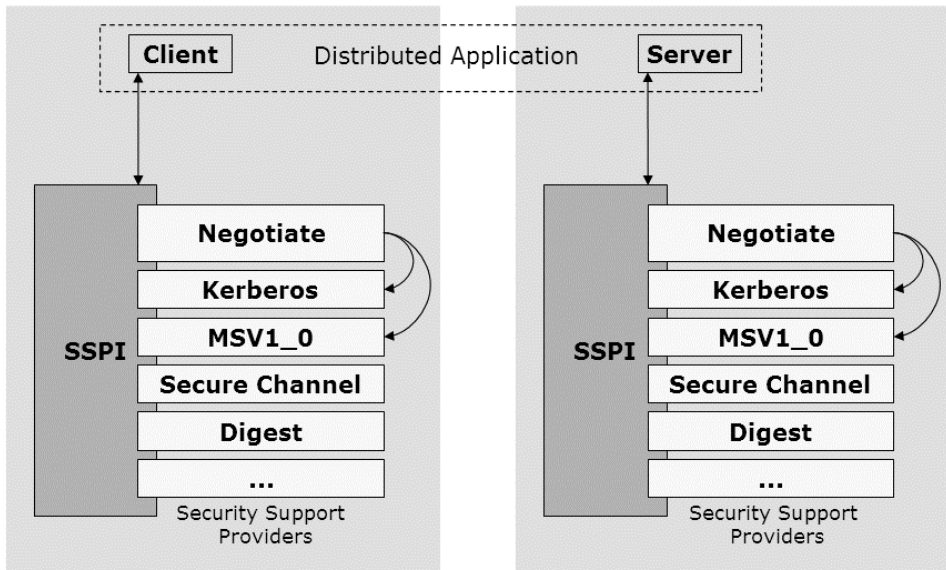 Client
Distributed Application
Server
SSPI
Negotiate
Kerberos
MSV1_0
Secure Channel
Digest
...
Security Support
Providers
SSPI
Negotiate
Kerberos
MSV1_0
Secure Channel
Digest
...
Security Support
Providers